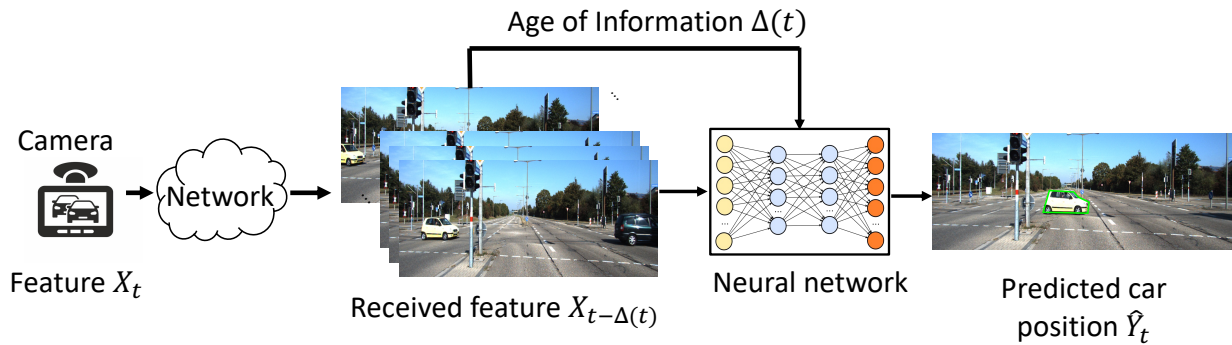 Age of Information Δ(t)
Camera
Network
Feature X_t
Received feature X_{t−Δ(t)}
Neural network
Predicted car
position Ŷ_t